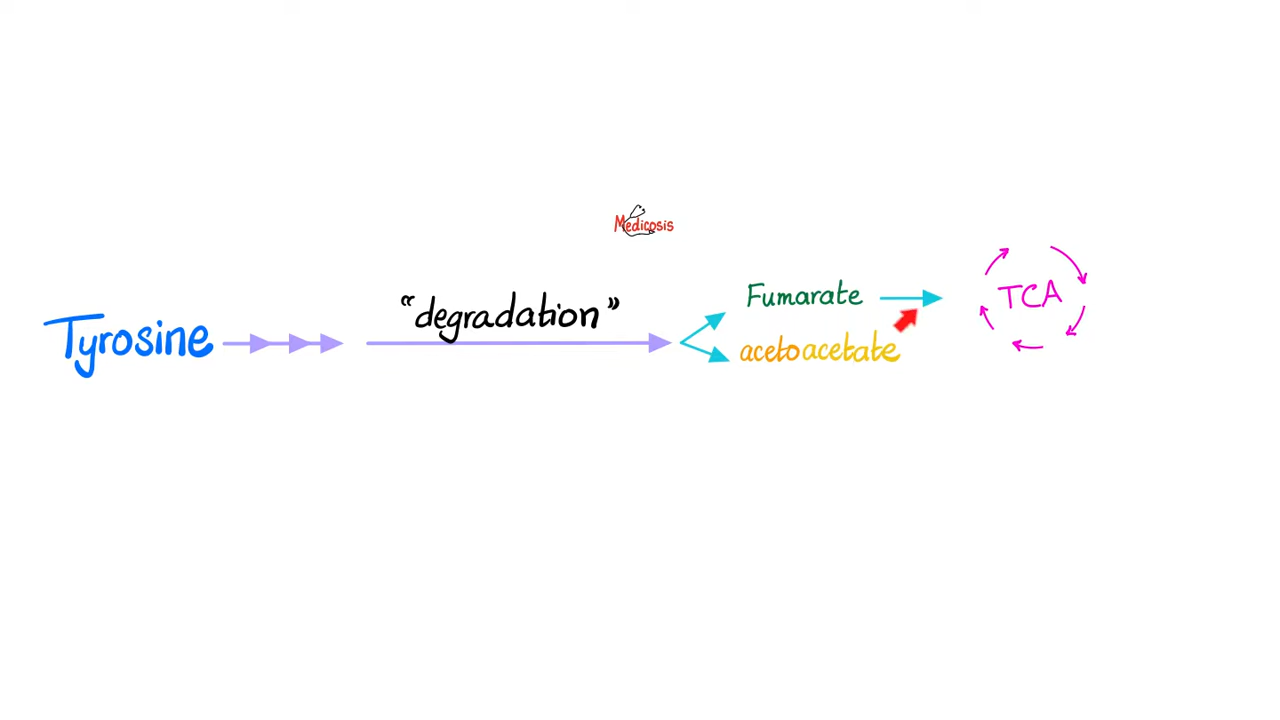 Medicosis
Tyrosine
"degradation"
Fumarate
acetoacetate
TCA